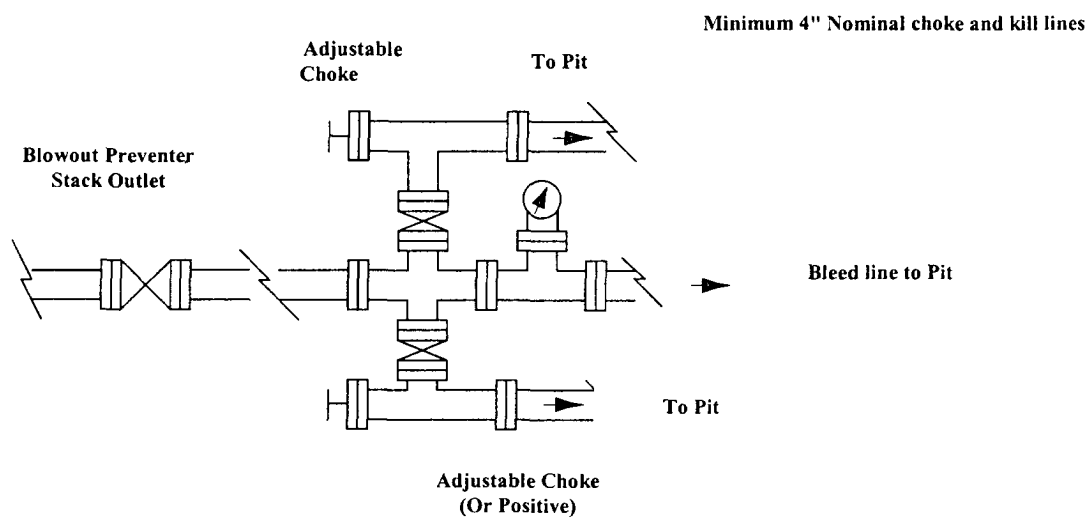 Minimum 4" Nominal choke and kill lines
Adjustable
Choke
To Pit
Blowout Preventer
Stack Outlet
Bleed line to Pit
To Pit
Adjustable Choke
(Or Positive)